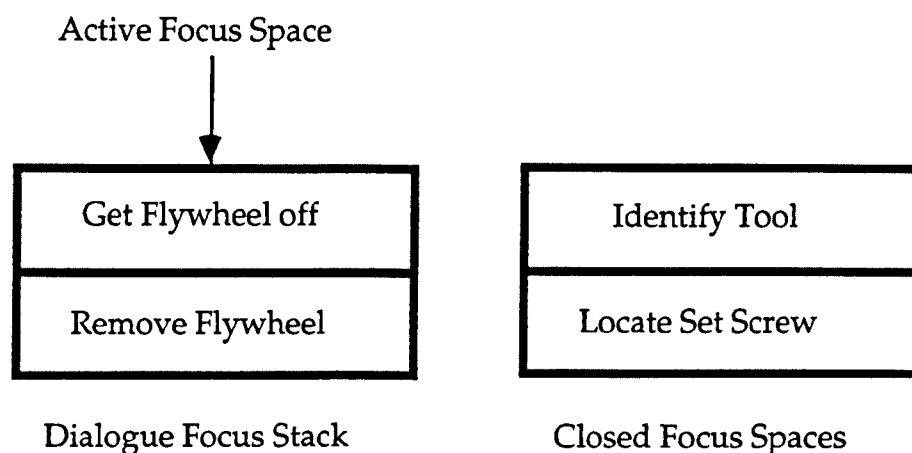 Active Focus Space
Get Flywheel off
Remove Flywheel
Dialogue Focus Stack
Identify Tool
Locate Set Screw
Closed Focus Spaces